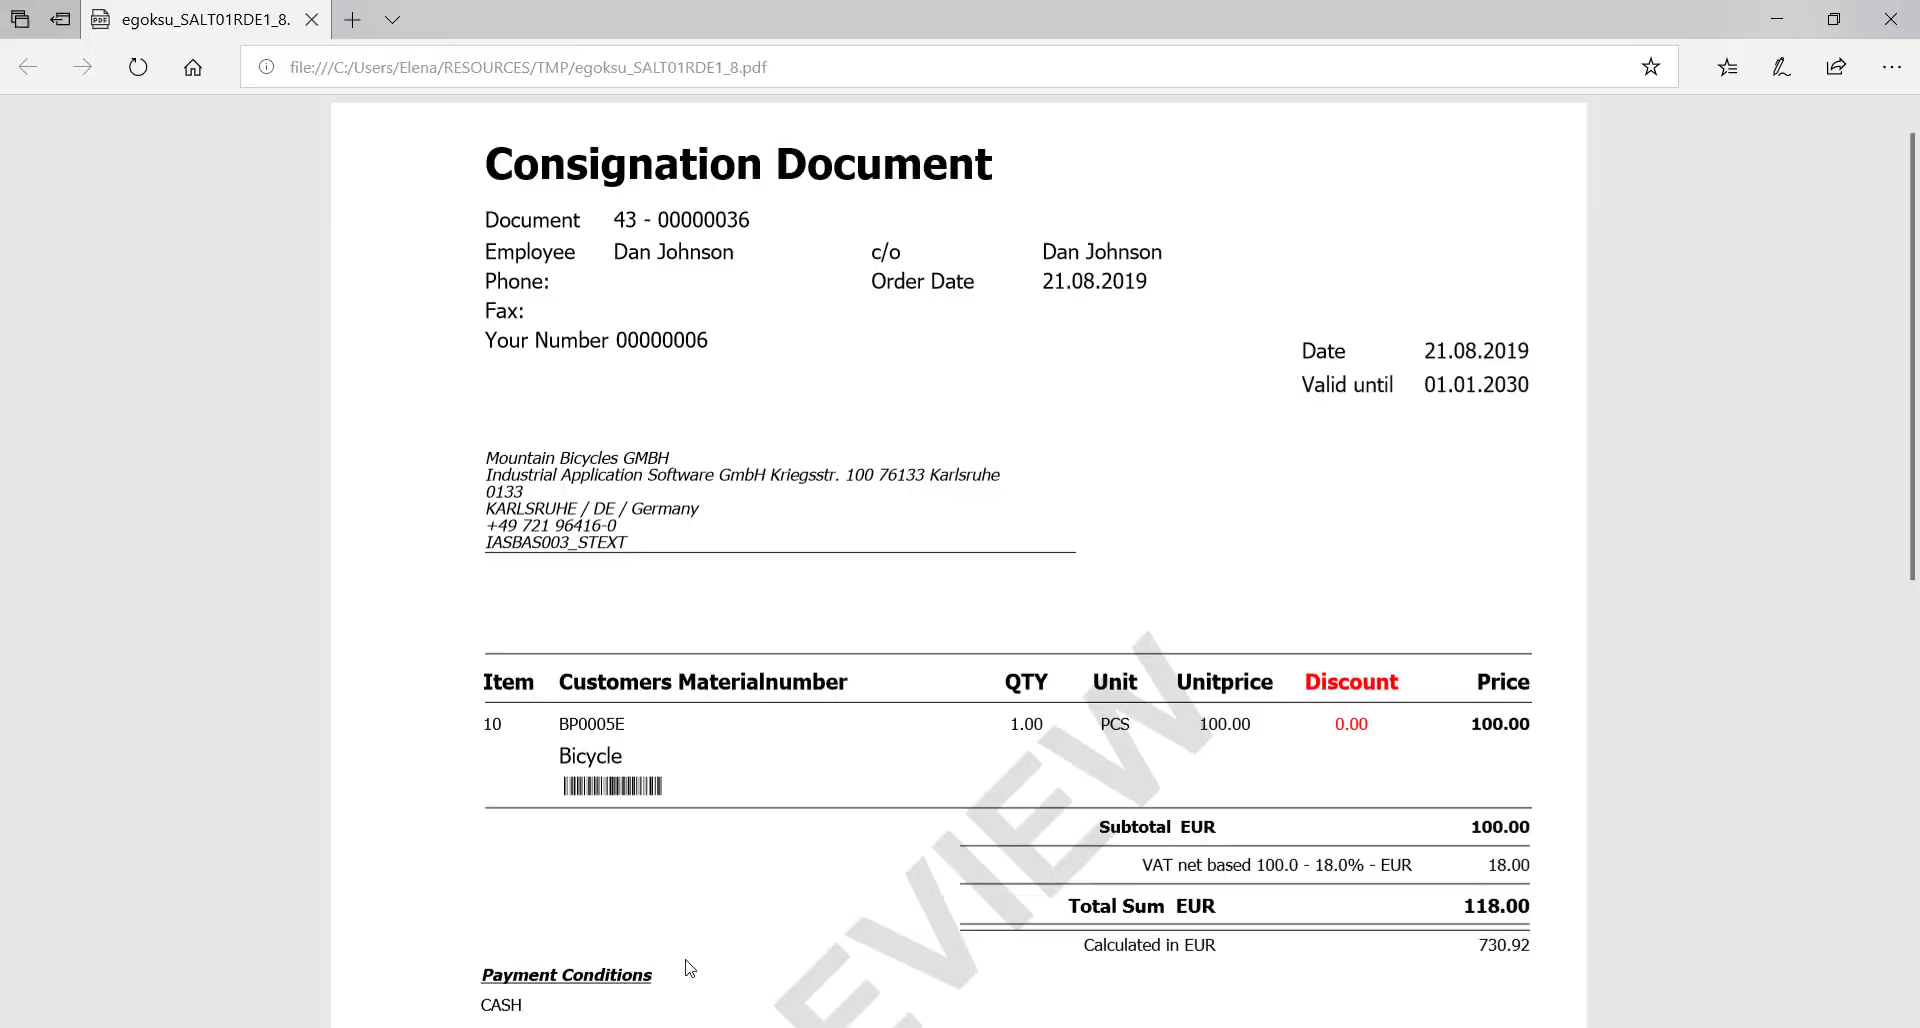 egoksu_SALT01RDE1_8.
file:///C:/Users/Elena/RESOURCES/TMP/egoksu_SALT01RDE1_8.pdf
Consignation Document
Document 43 - 00000036
Employee Dan Johnson c/o Dan Johnson
Phone: Order Date 21.08.2019
Fax:
Your Number 00000006
Date 21.08.2019
Valid until 01.01.2030
Mountain Bicycles GMBH
Industrial Application Software GmbH Kriegsstr. 100 76133 Karlsruhe
0133
KARLSRUHE / DE / Germany
+49 721 96416-0
IASBAS003_STEXT
Item Customers Materialnumber QTY Unit Unitprice Discount Price
10 BP0005E 1.00 PCS 100.00 0.00 100.00
Bicycle
Subtotal EUR 100.00
VAT net based 100.0 - 18.0% - EUR 18.00
Total Sum EUR 118.00
Calculated in EUR 730.92
Payment Conditions
CASH
EVIEW